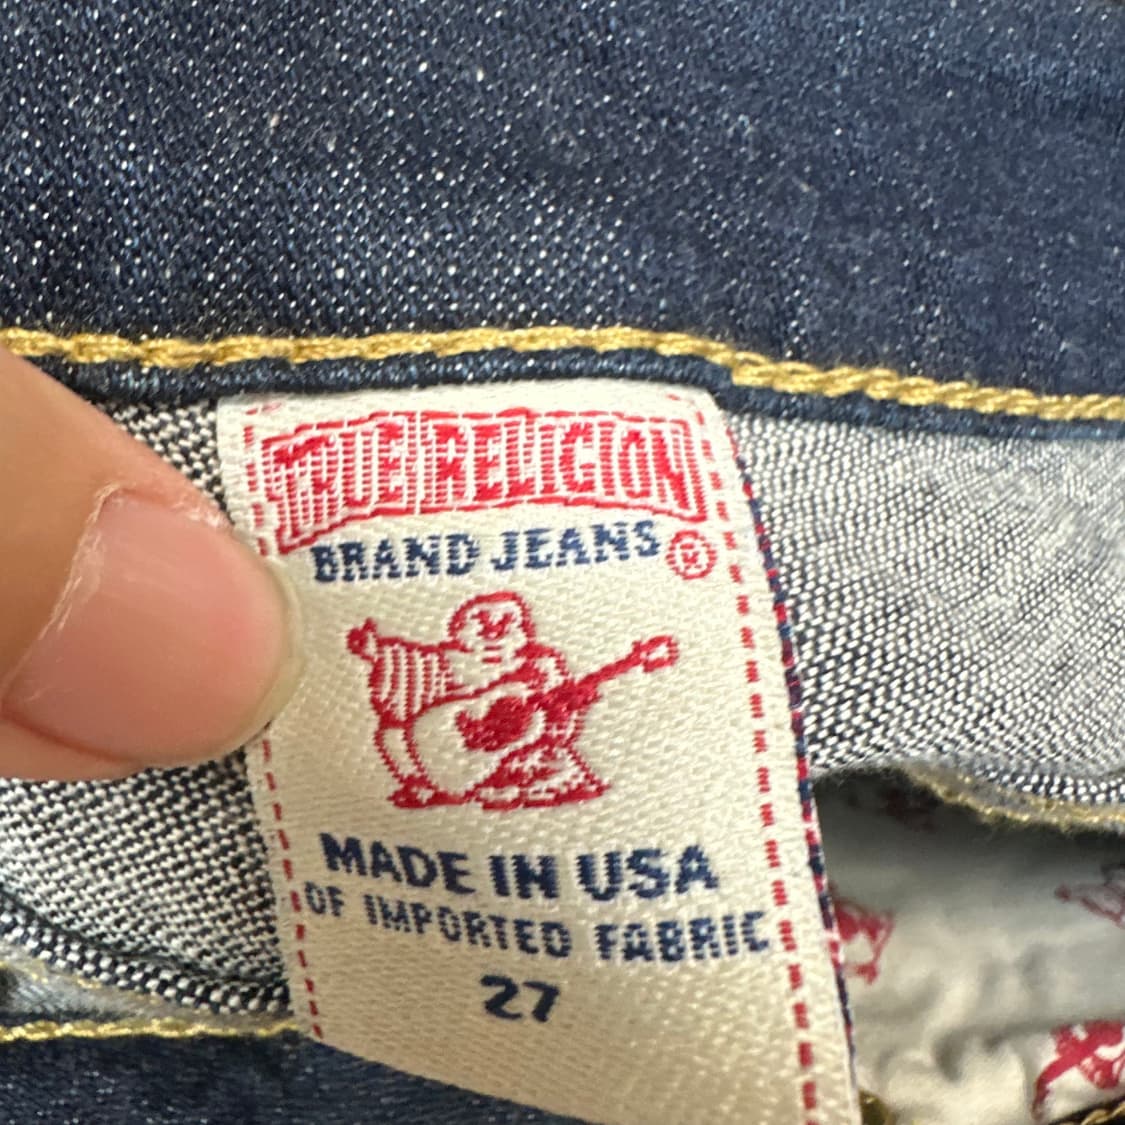 TRUE RELIGION
BRAND JEANS ®
MADE IN USA
OF IMPORTED FABRIC
27